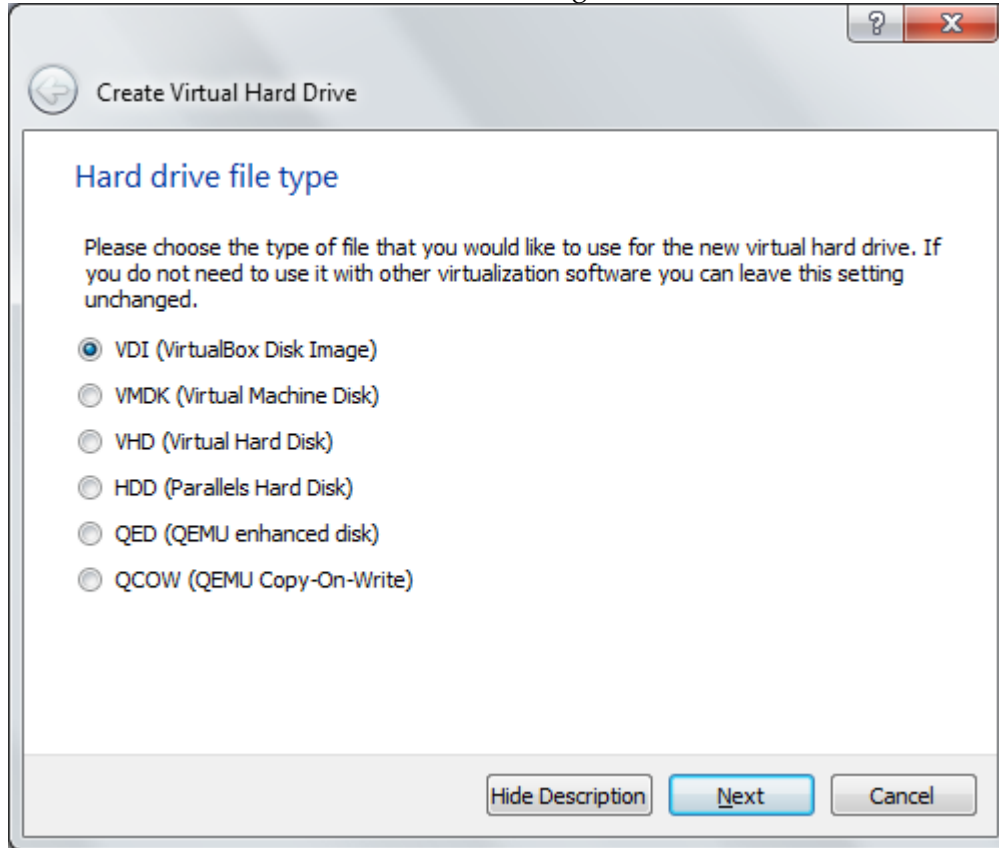 ?
Create Virtual Hard Drive
Hard drive file type
Please choose the type of file that you would like to use for the new virtual hard drive. If
you do not need to use it with other virtualization software you can leave this setting
unchanged.
VDI (VirtualBox Disk Image)
VMDK (Virtual Machine Disk)
VHD (Virtual Hard Disk)
HDD (Parallels Hard Disk)
QED (QEMU enhanced disk)
QCOW (QEMU Copy-On-Write)
Hide Description Next Cancel